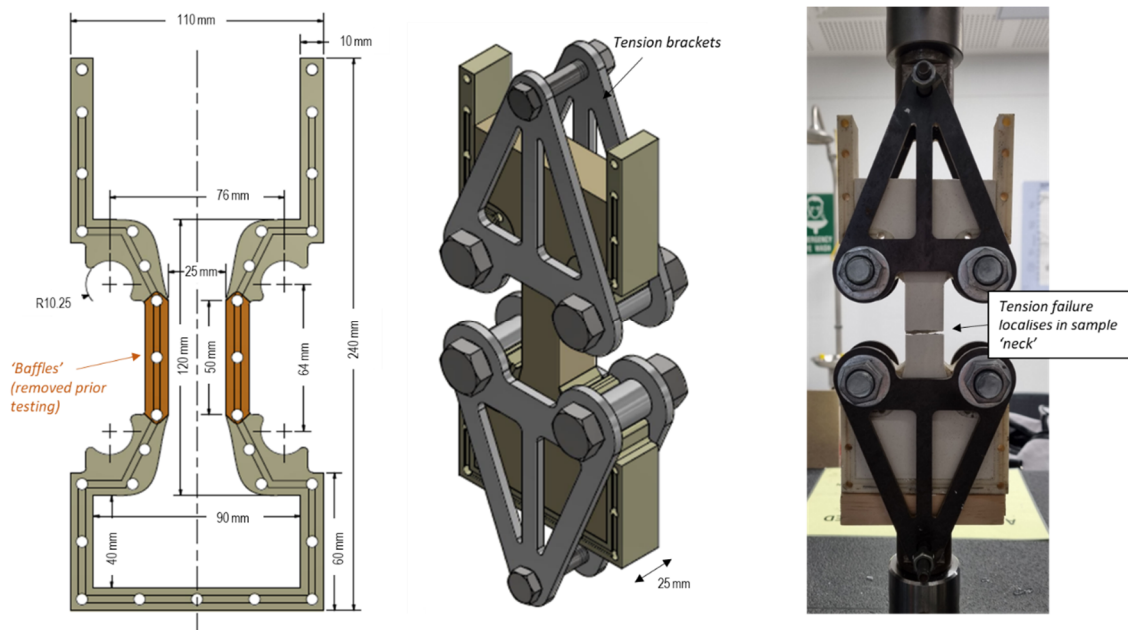 110 mm
10 mm
76 mm
25 mm
R10.25
120 mm
50 mm
64 mm
240 mm
'Baffles'
(removed prior
testing)
90 mm
40 mm
60 mm
Tension brackets
25 mm
Tension failure
localises in sample
'neck'